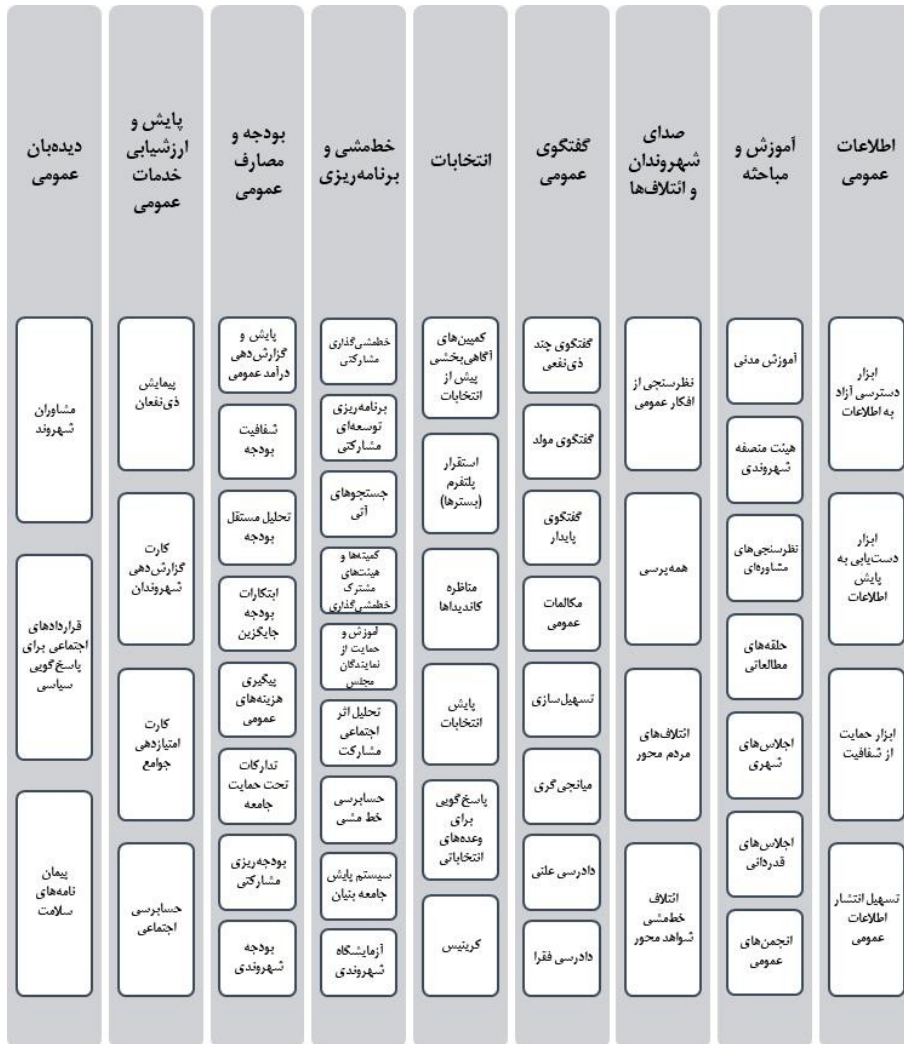 اطلاعات
عمومی
ابزار
دسترسی آزاد
به اطلاعات
ابزار
دست‌یابی به
پایش
اطلاعات
ابزار حمایت
از شفافیت
تسهیل انتشار
اطلاعات
عمومی
آموزش و
مباحثه
آموزش مدنی
هیئت منصفه
شهروندی
نظرسنجی‌های
مشاوره‌ای
حلقه‌های
مطالعاتی
اجلاس‌های
شهری
اجلاس‌های
قدردانی
انجمن‌های
عمومی
صدای
شهروندان
و ائتلاف‌ها
نظرسنجی از
افکار عمومی
همه‌پرسی
ائتلاف‌های
مردم محور
ائتلاف
خط‌مشی
شواهد محور
گفتگوی
عمومی
گفتگوی چند
ذی‌نفعی
گفتگوی مولد
گفتگوی
پایدار
مکالمات
عمومی
تسهیل‌سازی
میانجی‌گری
دادرسی علنی
دادرسی فقرا
انتخابات
کمپین‌های
آگاهی‌بخشی
پیش از
انتخابات
استقرار
پلتفرم
(بسترها)
مناظره
کاندیداها
پایش
انتخابات
پاسخ‌گویی
برای
وعده‌های
انتخاباتی
کریتیس
خط‌مشی و
برنامه‌ریزی
خط‌مشی‌گذاری
مشارکتی
برنامه‌ریزی
توسعه‌ای
مشارکتی
جستجوهای
آتی
کمیته‌ها و
هیئت‌های
مشترک
خط‌مشی‌گذاری
آموزش و
حمایت از
نمایندگان
مجلس
تحلیل اثر
اجتماعی
مشارکت
حسابرسی
خط مشی
سیستم پایش
جامعه بنیان
آزمایشگاه
شهروندی
بودجه و
مصارف
عمومی
پایش و
گزارش‌دهی
درآمد عمومی
شفافیت
بودجه
تحلیل مستقل
بودجه
ابتکارات
بودجه
جایگزین
پیگیری
هزینه‌های
عمومی
تدارکات
تحت حمایت
جامعه
بودجه‌ریزی
مشارکتی
بودجه
شهروندی
پایش و
ارزشیابی
خدمات
عمومی
پیمایش
ذی‌نفعان
کارت
گزارش‌دهی
شهروندان
کارت
امتیازدهی
جوامع
حسابرسی
اجتماعی
دیده‌بان
عمومی
مشاوران
شهروند
قراردادهای
اجتماعی برای
پاسخ‌گویی
سیاسی
پیمان
نامه‌های
سلامت